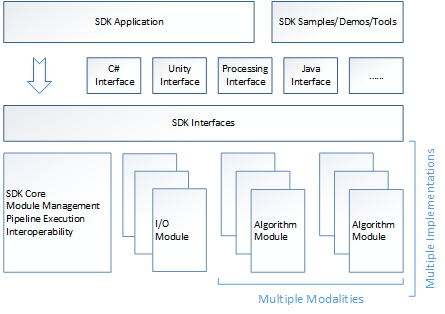 SDK Application
SDK Samples/Demos/Tools
C#
Interface
Unity
Interface
Processing
Interface
Java
Interface
......
SDK Interfaces
SDK Core
Module Management
Pipeline Execution
Interoperability
I/O
Module
Algorithm
Module
Algorithm
Module
Multiple Implementations
Multiple Modalities